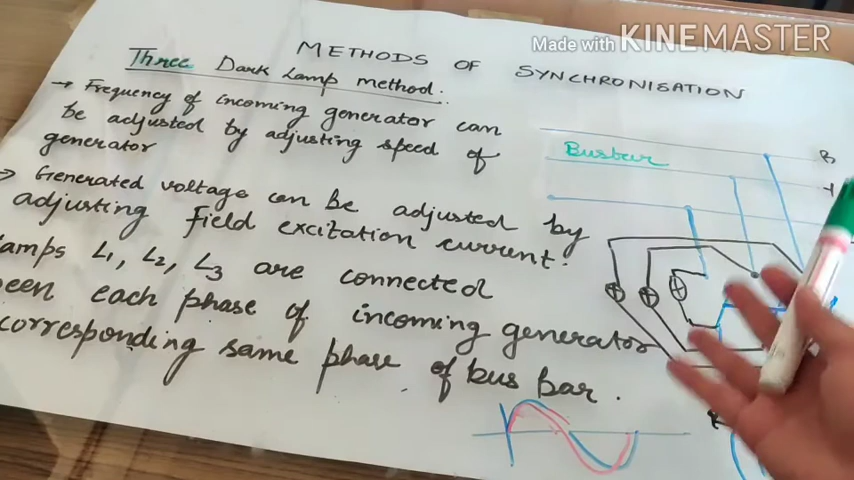 Made with KINEMASTER
METHODS OF SYNCHRONISATION
Three Dark Lamp method.
→ Frequency of incoming generator can
be adjusted by adjusting speed of
generator
→ Generated voltage can be adjusted by
adjusting field excitation current.
amps L1, L2, L3 are connected
een each phase of incoming generator
corresponding same phase of bus bar.
Busbar
B
Y